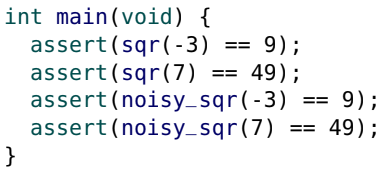 int main(void) {
  assert(sqr(-3) == 9);
  assert(sqr(7) == 49);
  assert(noisy_sqr(-3) == 9);
  assert(noisy_sqr(7) == 49);
}